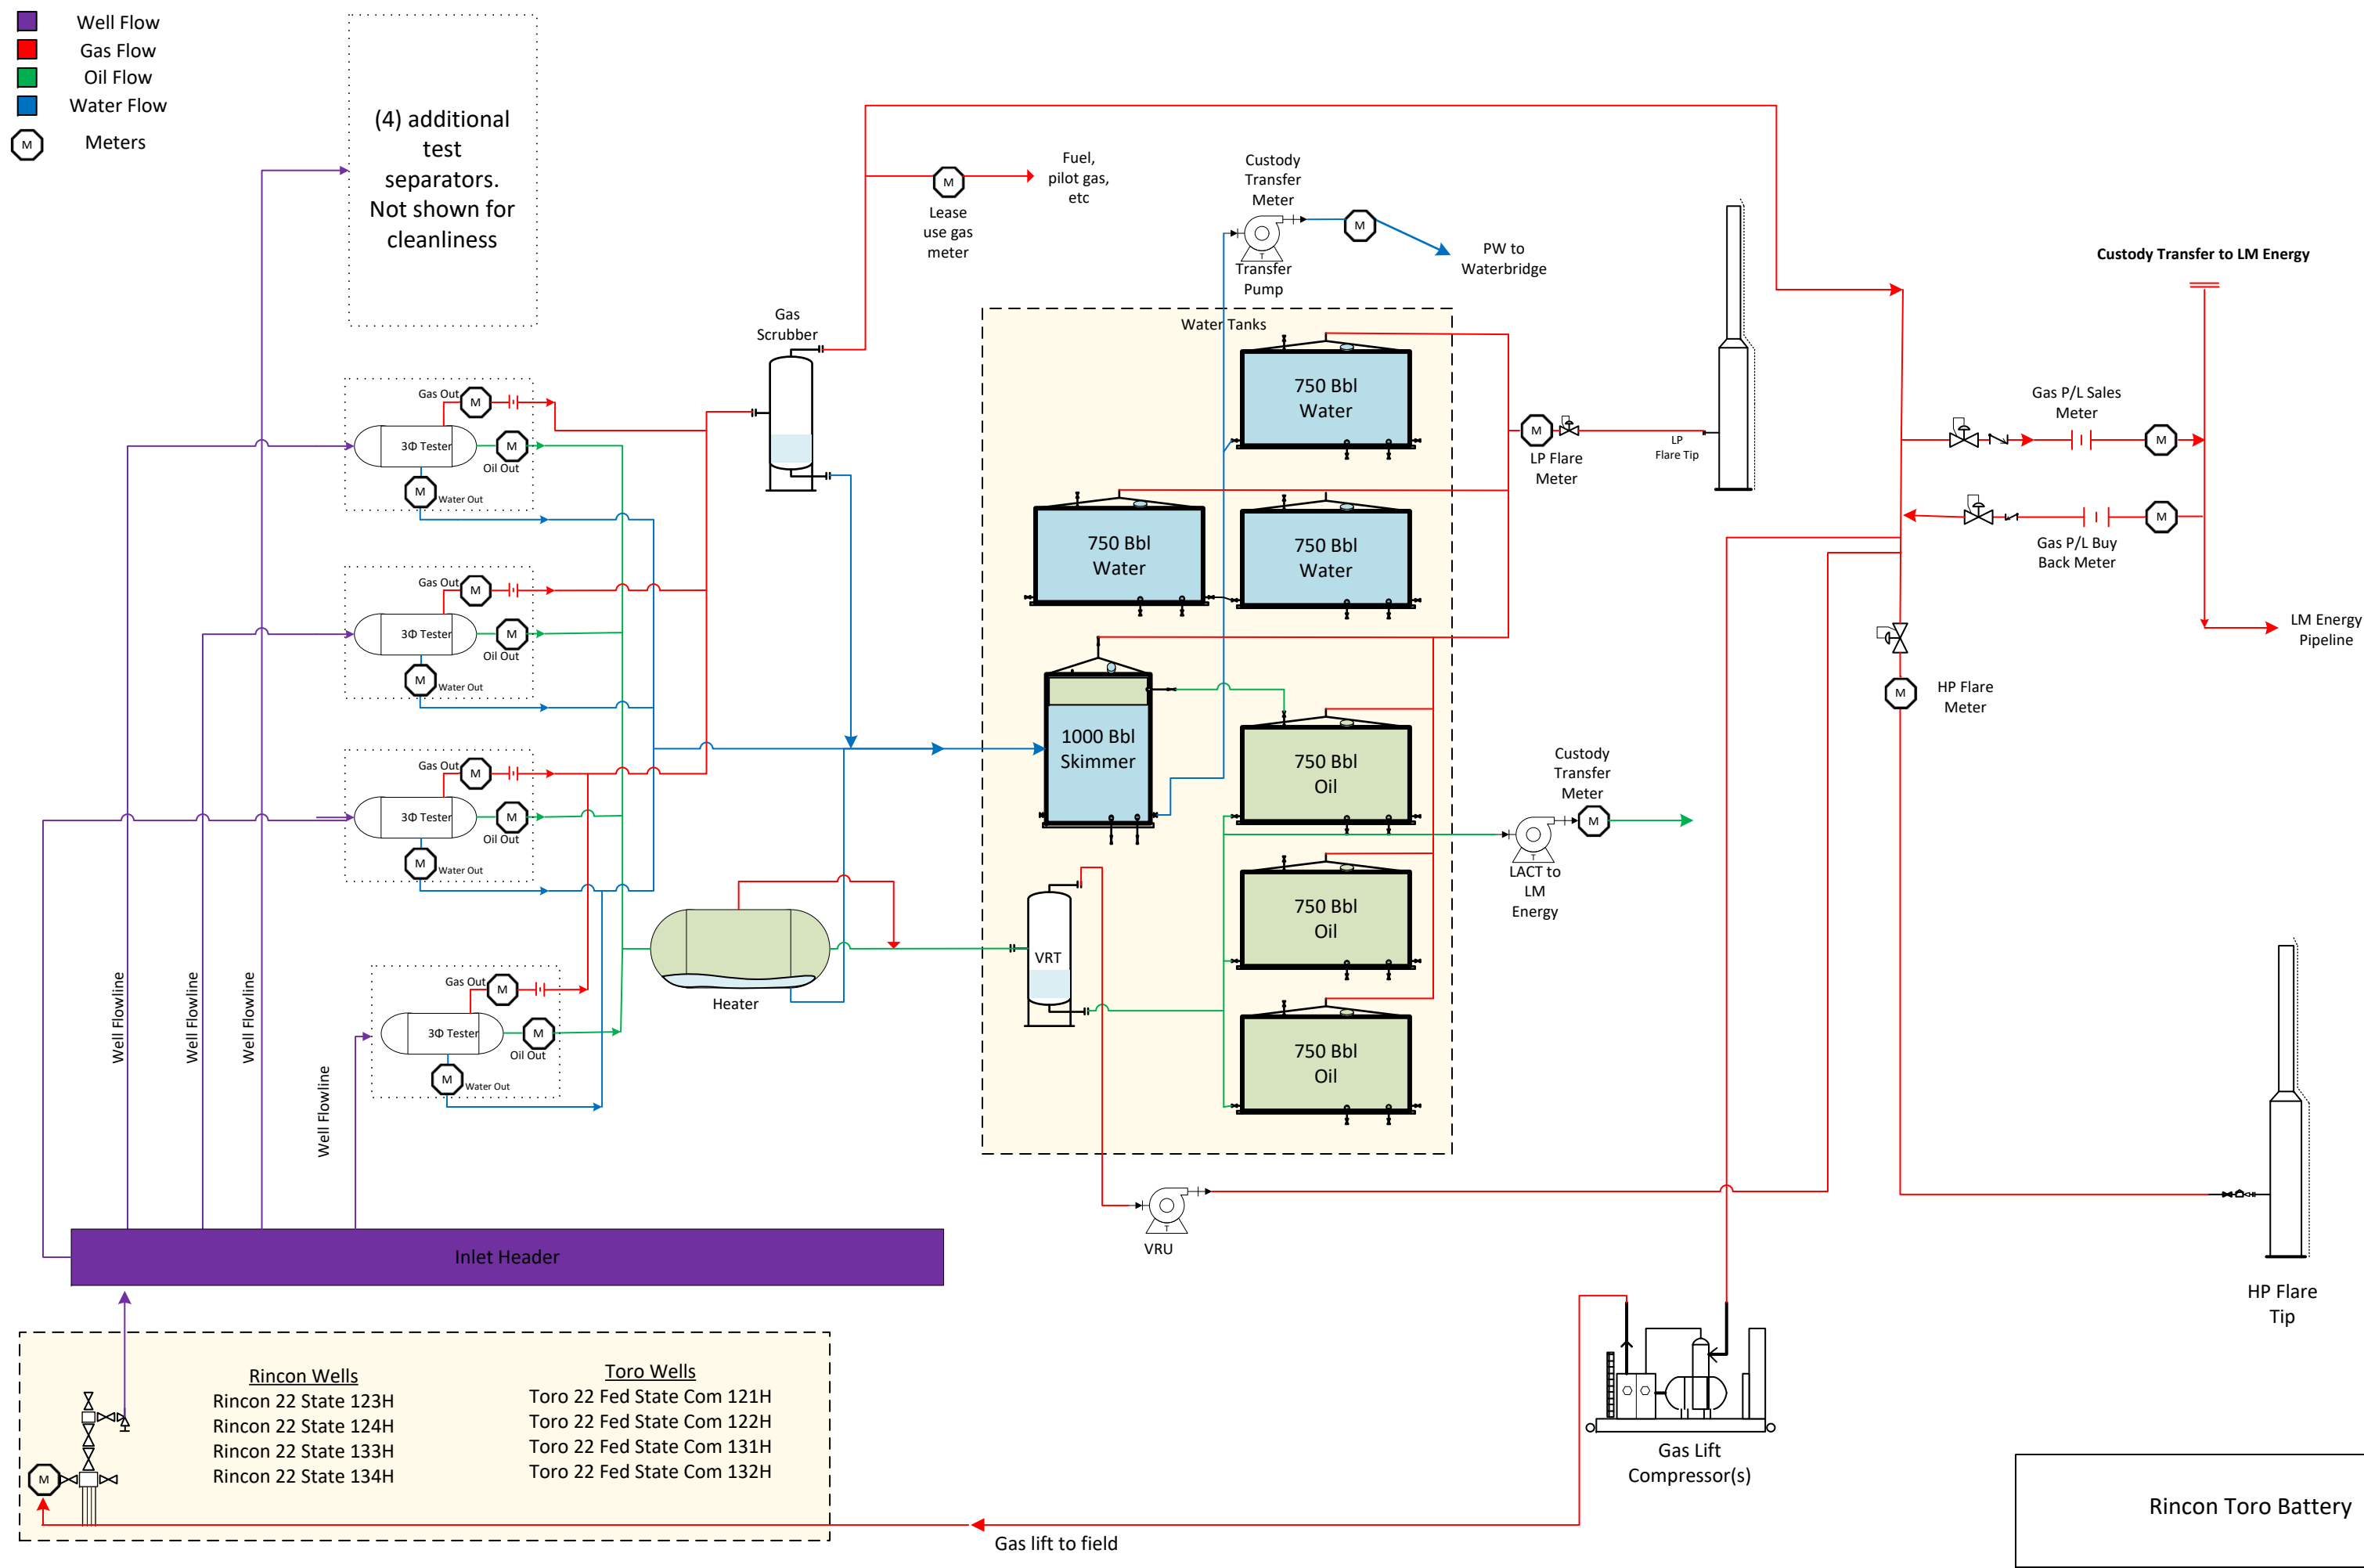 Well Flow
Gas Flow
Oil Flow
Water Flow
M
Meters
(4) additional
test
separators.
Not shown for
cleanliness
Fuel,
pilot gas,
etc
M
Lease
use gas
meter
Custody
Transfer
Meter
M
Transfer
Pump
T
PW to
Waterbridge
Custody Transfer to LM Energy
Gas
Scrubber
Water Tanks
750 Bbl
Water
750 Bbl
Water
750 Bbl
Water
M
LP Flare
Meter
LP
Flare Tip
Gas P/L Sales
Meter
M
M
Gas P/L Buy
Back Meter
LM Energy
Pipeline
M
HP Flare
Meter
Gas Out
M
3Φ Tester
M
Oil Out
M
Water Out
Gas Out
M
3Φ Tester
M
Oil Out
M
Water Out
Gas Out
M
3Φ Tester
M
Oil Out
M
Water Out
Gas Out
M
3Φ Tester
M
Oil Out
M
Water Out
1000 Bbl
Skimmer
750 Bbl
Oil
750 Bbl
Oil
750 Bbl
Oil
Custody
Transfer
Meter
M
T
LACT to
LM
Energy
Heater
VRT
T
VRU
Well Flowline
Well Flowline
Well Flowline
Well Flowline
Inlet Header
HP Flare
Tip
Rincon Wells
Rincon 22 State 123H
Rincon 22 State 124H
Rincon 22 State 133H
Rincon 22 State 134H
Toro Wells
Toro 22 Fed State Com 121H
Toro 22 Fed State Com 122H
Toro 22 Fed State Com 131H
Toro 22 Fed State Com 132H
M
Gas lift to field
Gas Lift
Compressor(s)
Rincon Toro Battery